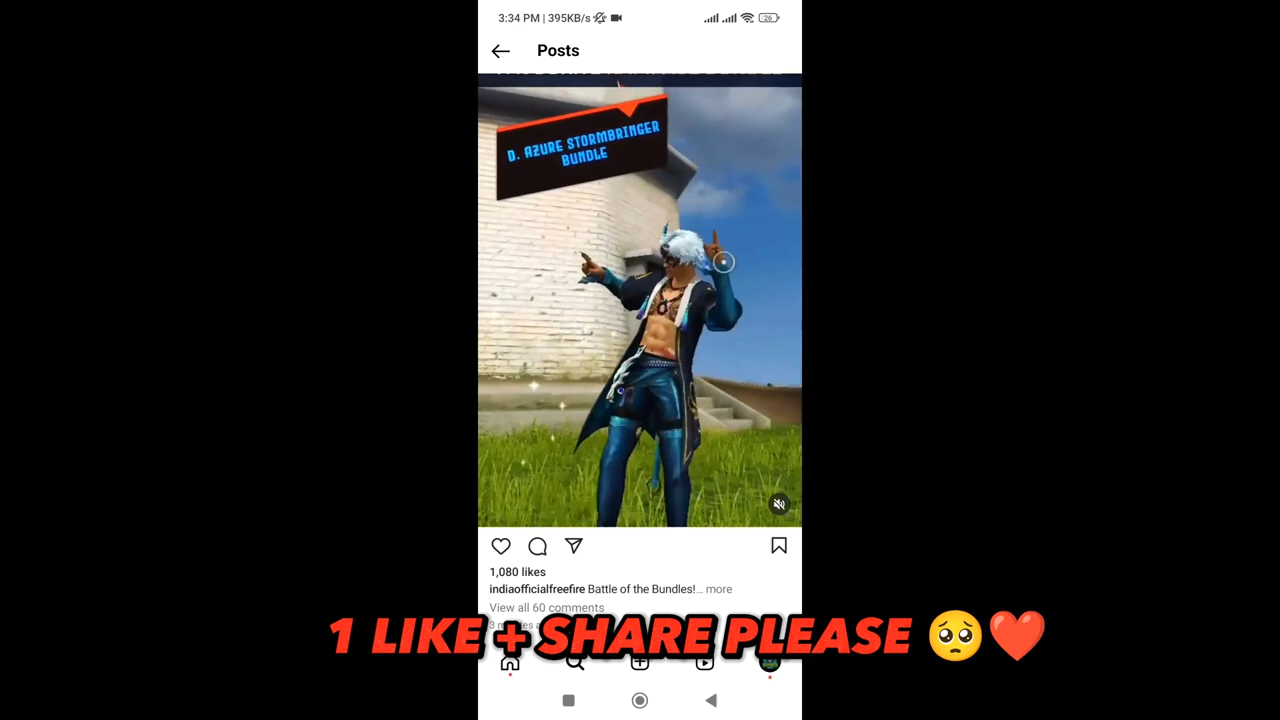 3:34 PM | 395KB/s
26
Posts
D. AZURE STORMBRINGER
BUNDLE
1,080 likes
indiaofficialfreefire Battle of the Bundles!... more
View all 60 comments
1 LIKE + SHARE PLEASE 🥺❤️